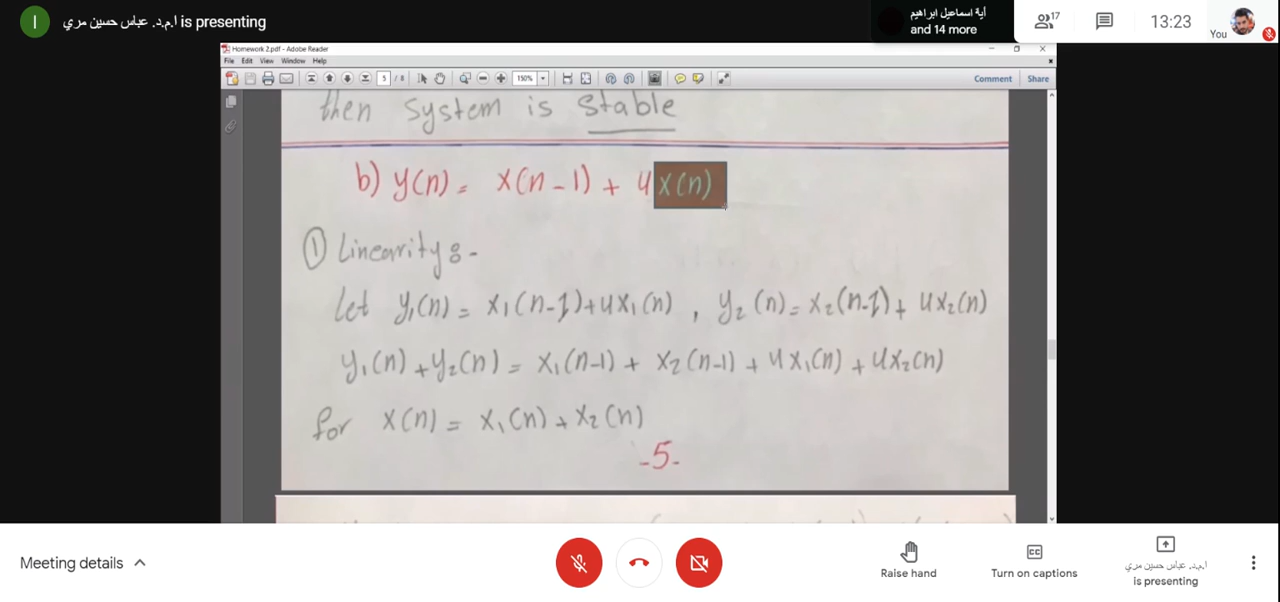 I
ا.م.د. عباس حسين مري is presenting
آية اسماعيل ابراهيم
and 14 more
17
13:23
You
Homework 2.pdf - Adobe Reader
File Edit View Window Help
5 / 8
150%
Comment
Share
then System is Stable
b) y(n) = x(n-1) + 4x(n)
① Linearity :-
let y₁(n) = x₁(n-1) + 4x₁(n) , y₂(n) = x₂(n-1) + 4x₂(n)
y₁(n) + y₂(n) = x₁(n-1) + x₂(n-1) + 4x₁(n) + 4x₂(n)
for x(n) = x₁(n) + x₂(n)
-5-
Meeting details
Raise hand
CC
Turn on captions
ا.م.د. عباس حسين مري
is presenting